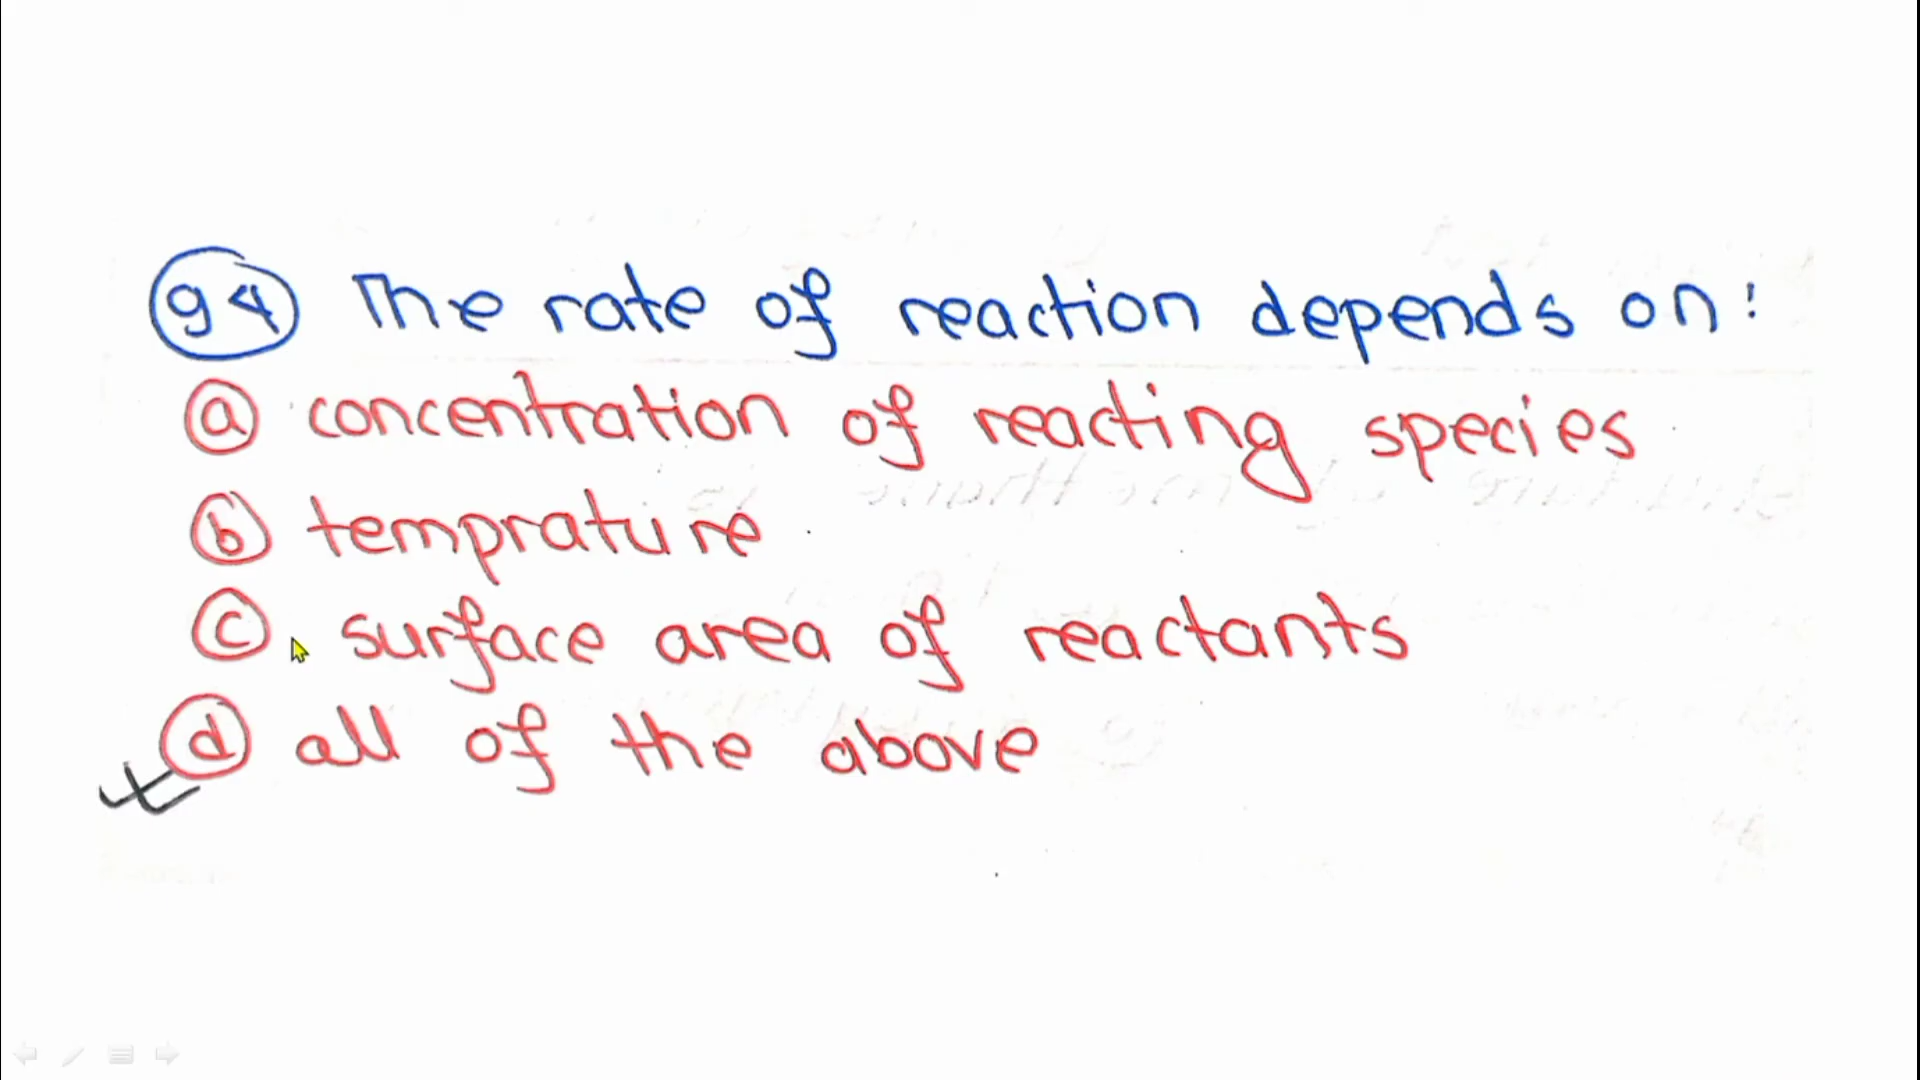 94 The rate of reaction depends on:
a concentration of reacting species
b temprature
c surface area of reactants
d all of the above